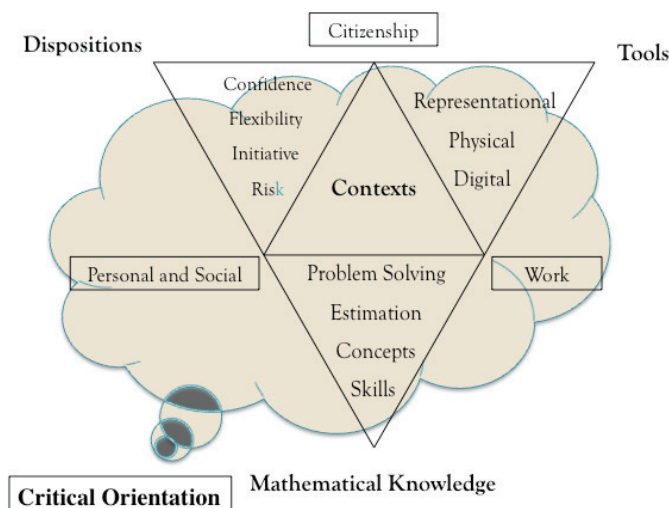 Citizenship
Dispositions
Tools
Confidence
Flexibility
Initiative
Risk
Representational
Physical
Digital
Contexts
Personal and Social
Work
Problem Solving
Estimation
Concepts
Skills
Mathematical Knowledge
Critical Orientation